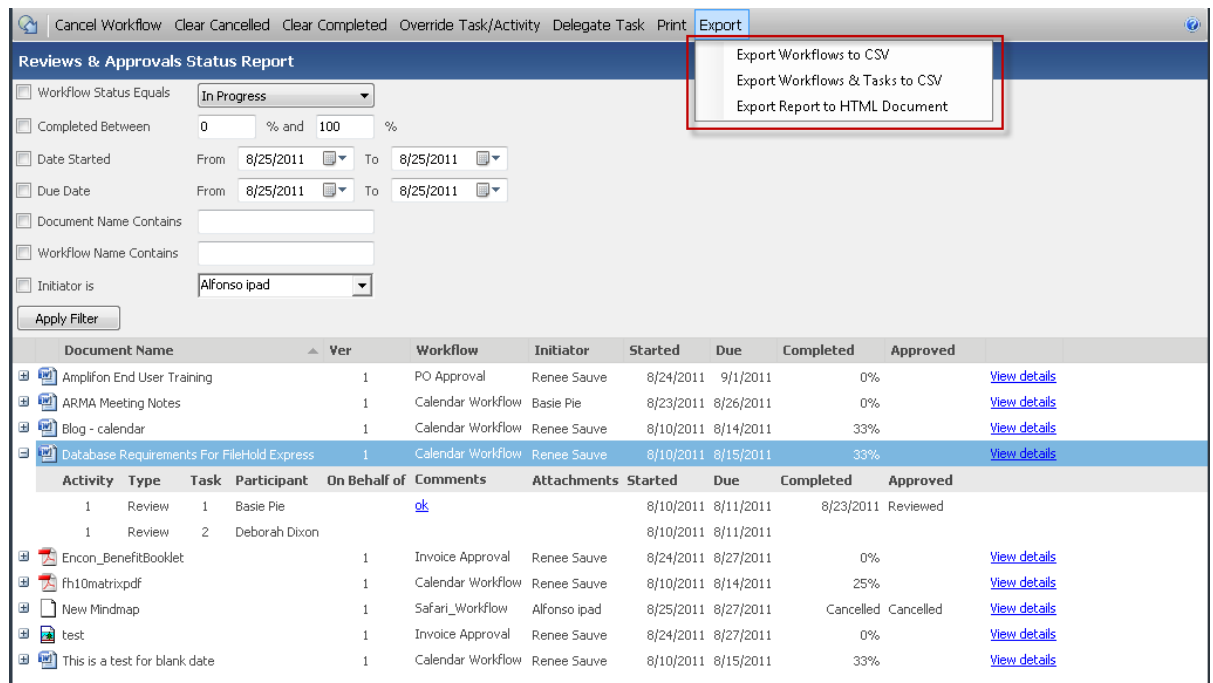 Cancel Workflow Clear Cancelled Clear Completed Override Task/Activity Delegate Task Print Export
Export Workflows to CSV
Export Workflows & Tasks to CSV
Export Report to HTML Document
Reviews & Approvals Status Report
Workflow Status Equals In Progress
Completed Between 0 % and 100 %
Date Started From 8/25/2011 To 8/25/2011
Due Date From 8/25/2011 To 8/25/2011
Document Name Contains
Workflow Name Contains
Initiator is Alfonso ipad
Apply Filter
Document Name Ver Workflow Initiator Started Due Completed Approved
Amplifon End User Training 1 PO Approval Renee Sauve 8/24/2011 9/1/2011 0% View details
ARMA Meeting Notes 1 Calendar Workflow Basie Pie 8/23/2011 8/26/2011 0% View details
Blog - calendar 1 Calendar Workflow Renee Sauve 8/10/2011 8/14/2011 33% View details
Database Requirements For FileHold Express 1 Calendar Workflow Renee Sauve 8/10/2011 8/15/2011 33% View details
Activity Type Task Participant On Behalf of Comments Attachments Started Due Completed Approved
1 Review 1 Basie Pie ok 8/10/2011 8/11/2011 8/23/2011 Reviewed
1 Review 2 Deborah Dixon 8/10/2011 8/11/2011
Encon_BenefitBooklet 1 Invoice Approval Renee Sauve 8/24/2011 8/27/2011 0% View details
fh10matrixpdf 1 Calendar Workflow Renee Sauve 8/10/2011 8/14/2011 25% View details
New Mindmap 1 Safari_Workflow Alfonso ipad 8/25/2011 8/27/2011 Cancelled Cancelled View details
test 1 Invoice Approval Renee Sauve 8/24/2011 8/27/2011 0% View details
This is a test for blank date 1 Calendar Workflow Renee Sauve 8/10/2011 8/15/2011 33% View details